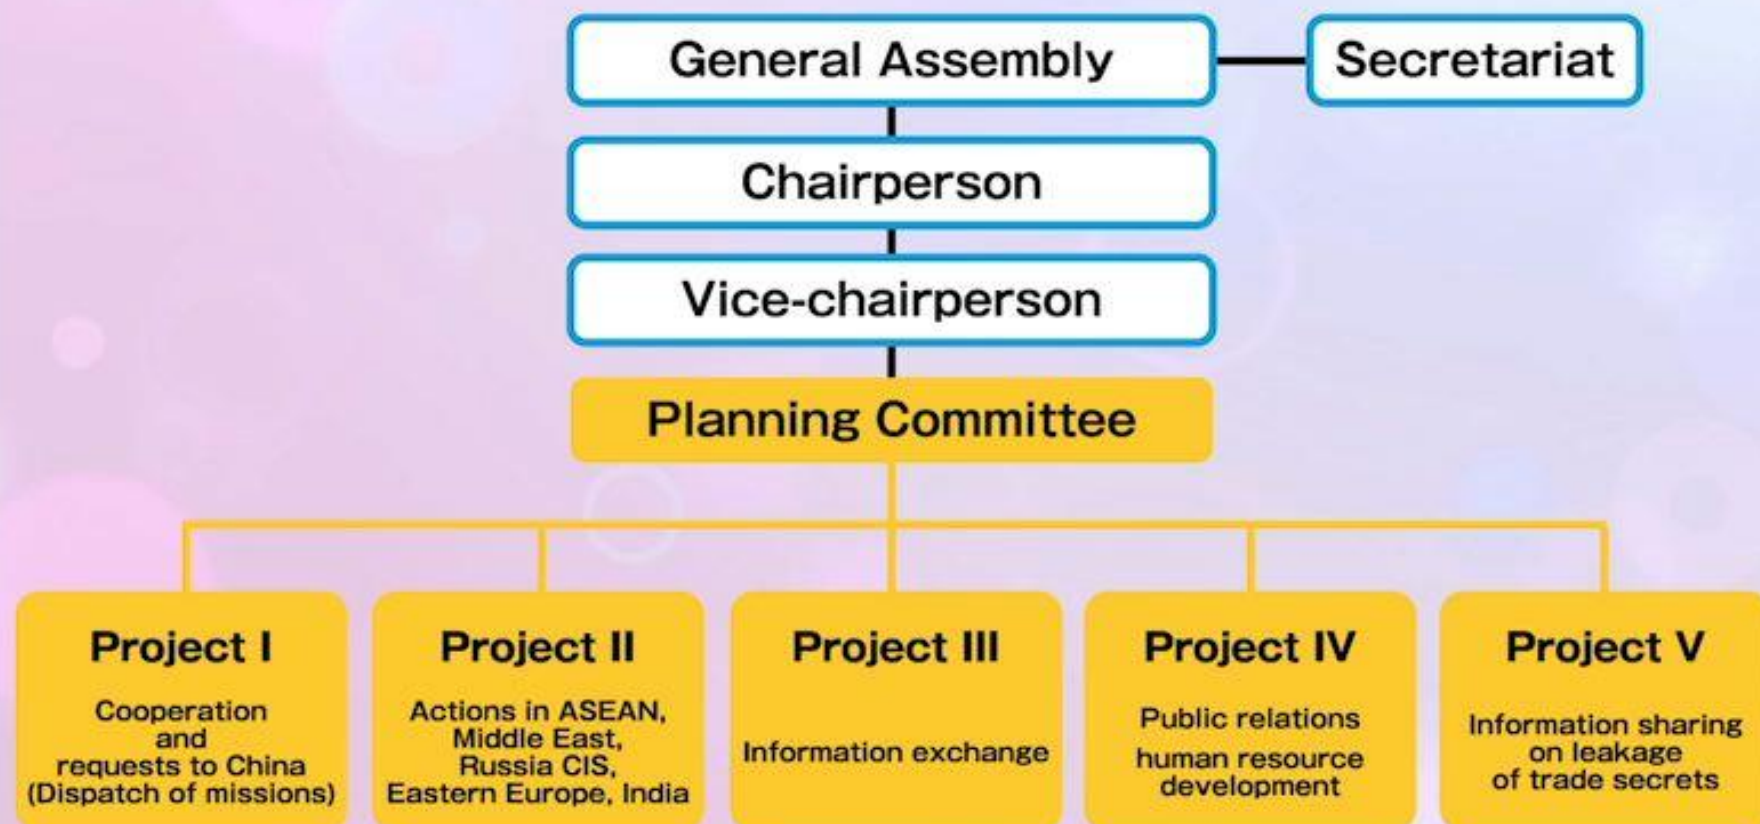 General Assembly
Secretariat
Chairperson
Vice-chairperson
Planning Committee
Project I
Cooperation
and
requests to China
(Dispatch of missions)
Project II
Actions in ASEAN,
Middle East,
Russia CIS,
Eastern Europe, India
Project III
Information exchange
Project IV
Public relations
human resource
development
Project V
Information sharing
on leakage
of trade secrets